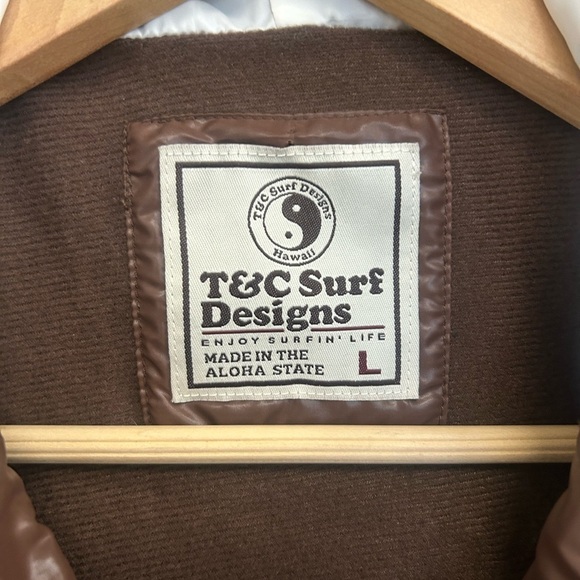 T&C Surf Designs
Hawaii
T&C Surf
Designs
ENJOY SURFIN' LIFE
MADE IN THE
ALOHA STATE
L